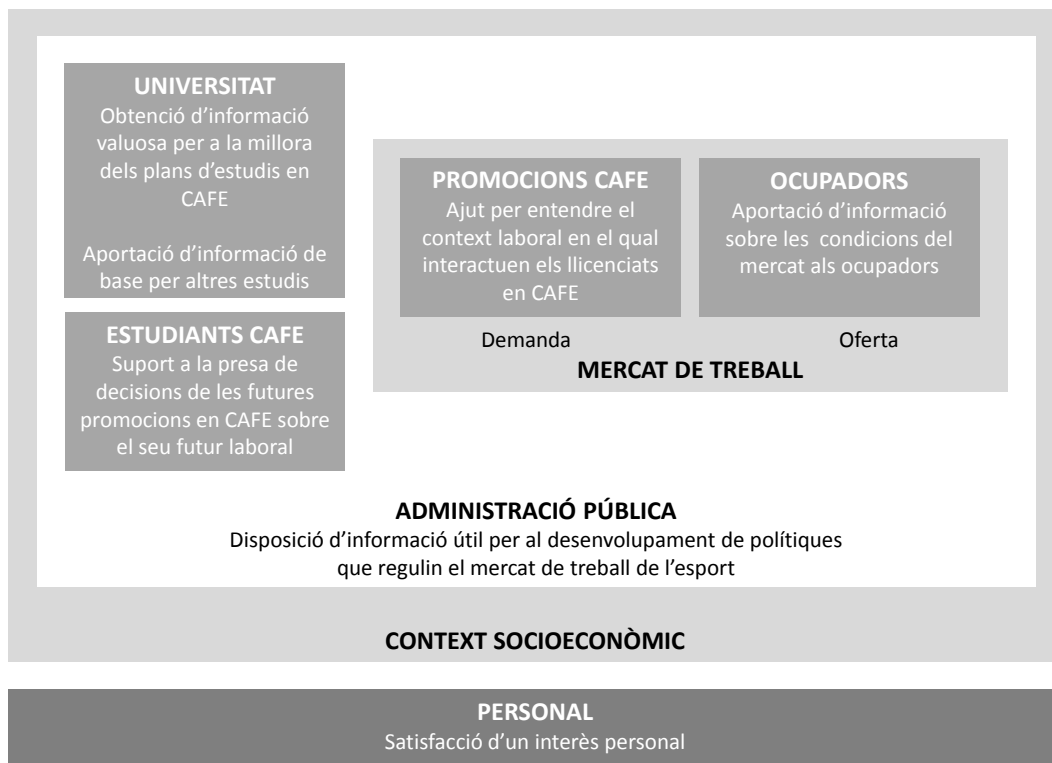 UNIVERSITAT
Obtenció d’informació
valuosa per a la millora
dels plans d’estudis en
CAFE
Aportació d’informació de
base per altres estudis
ESTUDIANTS CAFE
Suport a la presa de
decisions de les futures
promocions en CAFE sobre
el seu futur laboral
PROMOCIONS CAFE
Ajut per entendre el
context laboral en el qual
interactuen els llicenciats
en CAFE
OCUPADORS
Aportació d’informació
sobre les condicions del
mercat als ocupadors
Demanda
Oferta
MERCAT DE TREBALL
ADMINISTRACIÓ PÚBLICA
Disposició d’informació útil per al desenvolupament de polítiques
que regulin el mercat de treball de l’esport
CONTEXT SOCIOECONÒMIC
PERSONAL
Satisfacció d’un interès personal